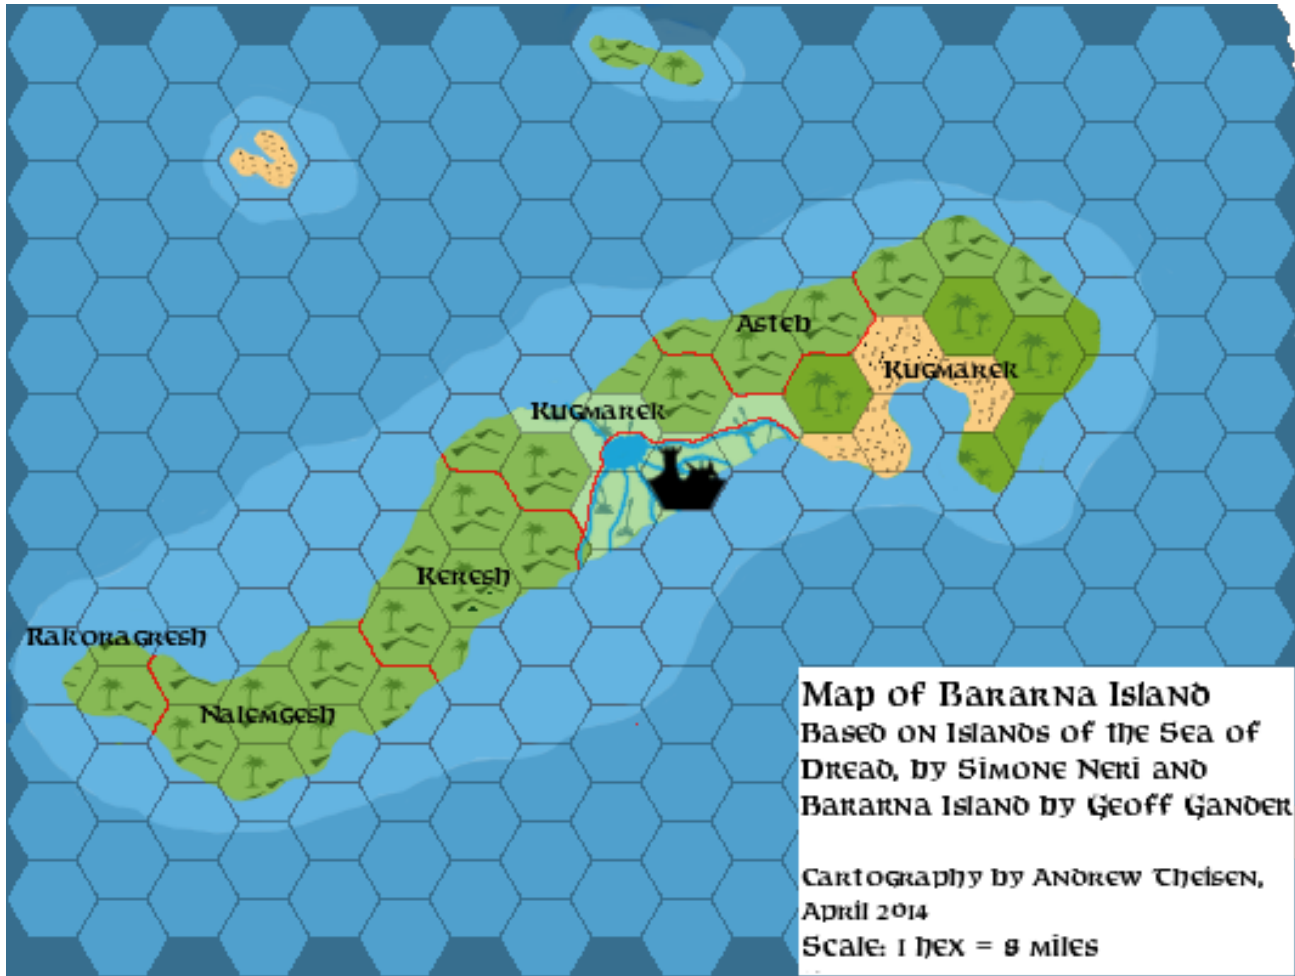 Asteh
Kugmarek
Kugmarek
Keresh
Rakoragresh
Nalemgesh
Map of Bararna Island
Based on Islands of the Sea of
Dread, by Simone Neri and
Bararna Island by Geoff Gander
Cartography by Andrew Theisen,
April 2014
Scale: 1 hex = 8 miles